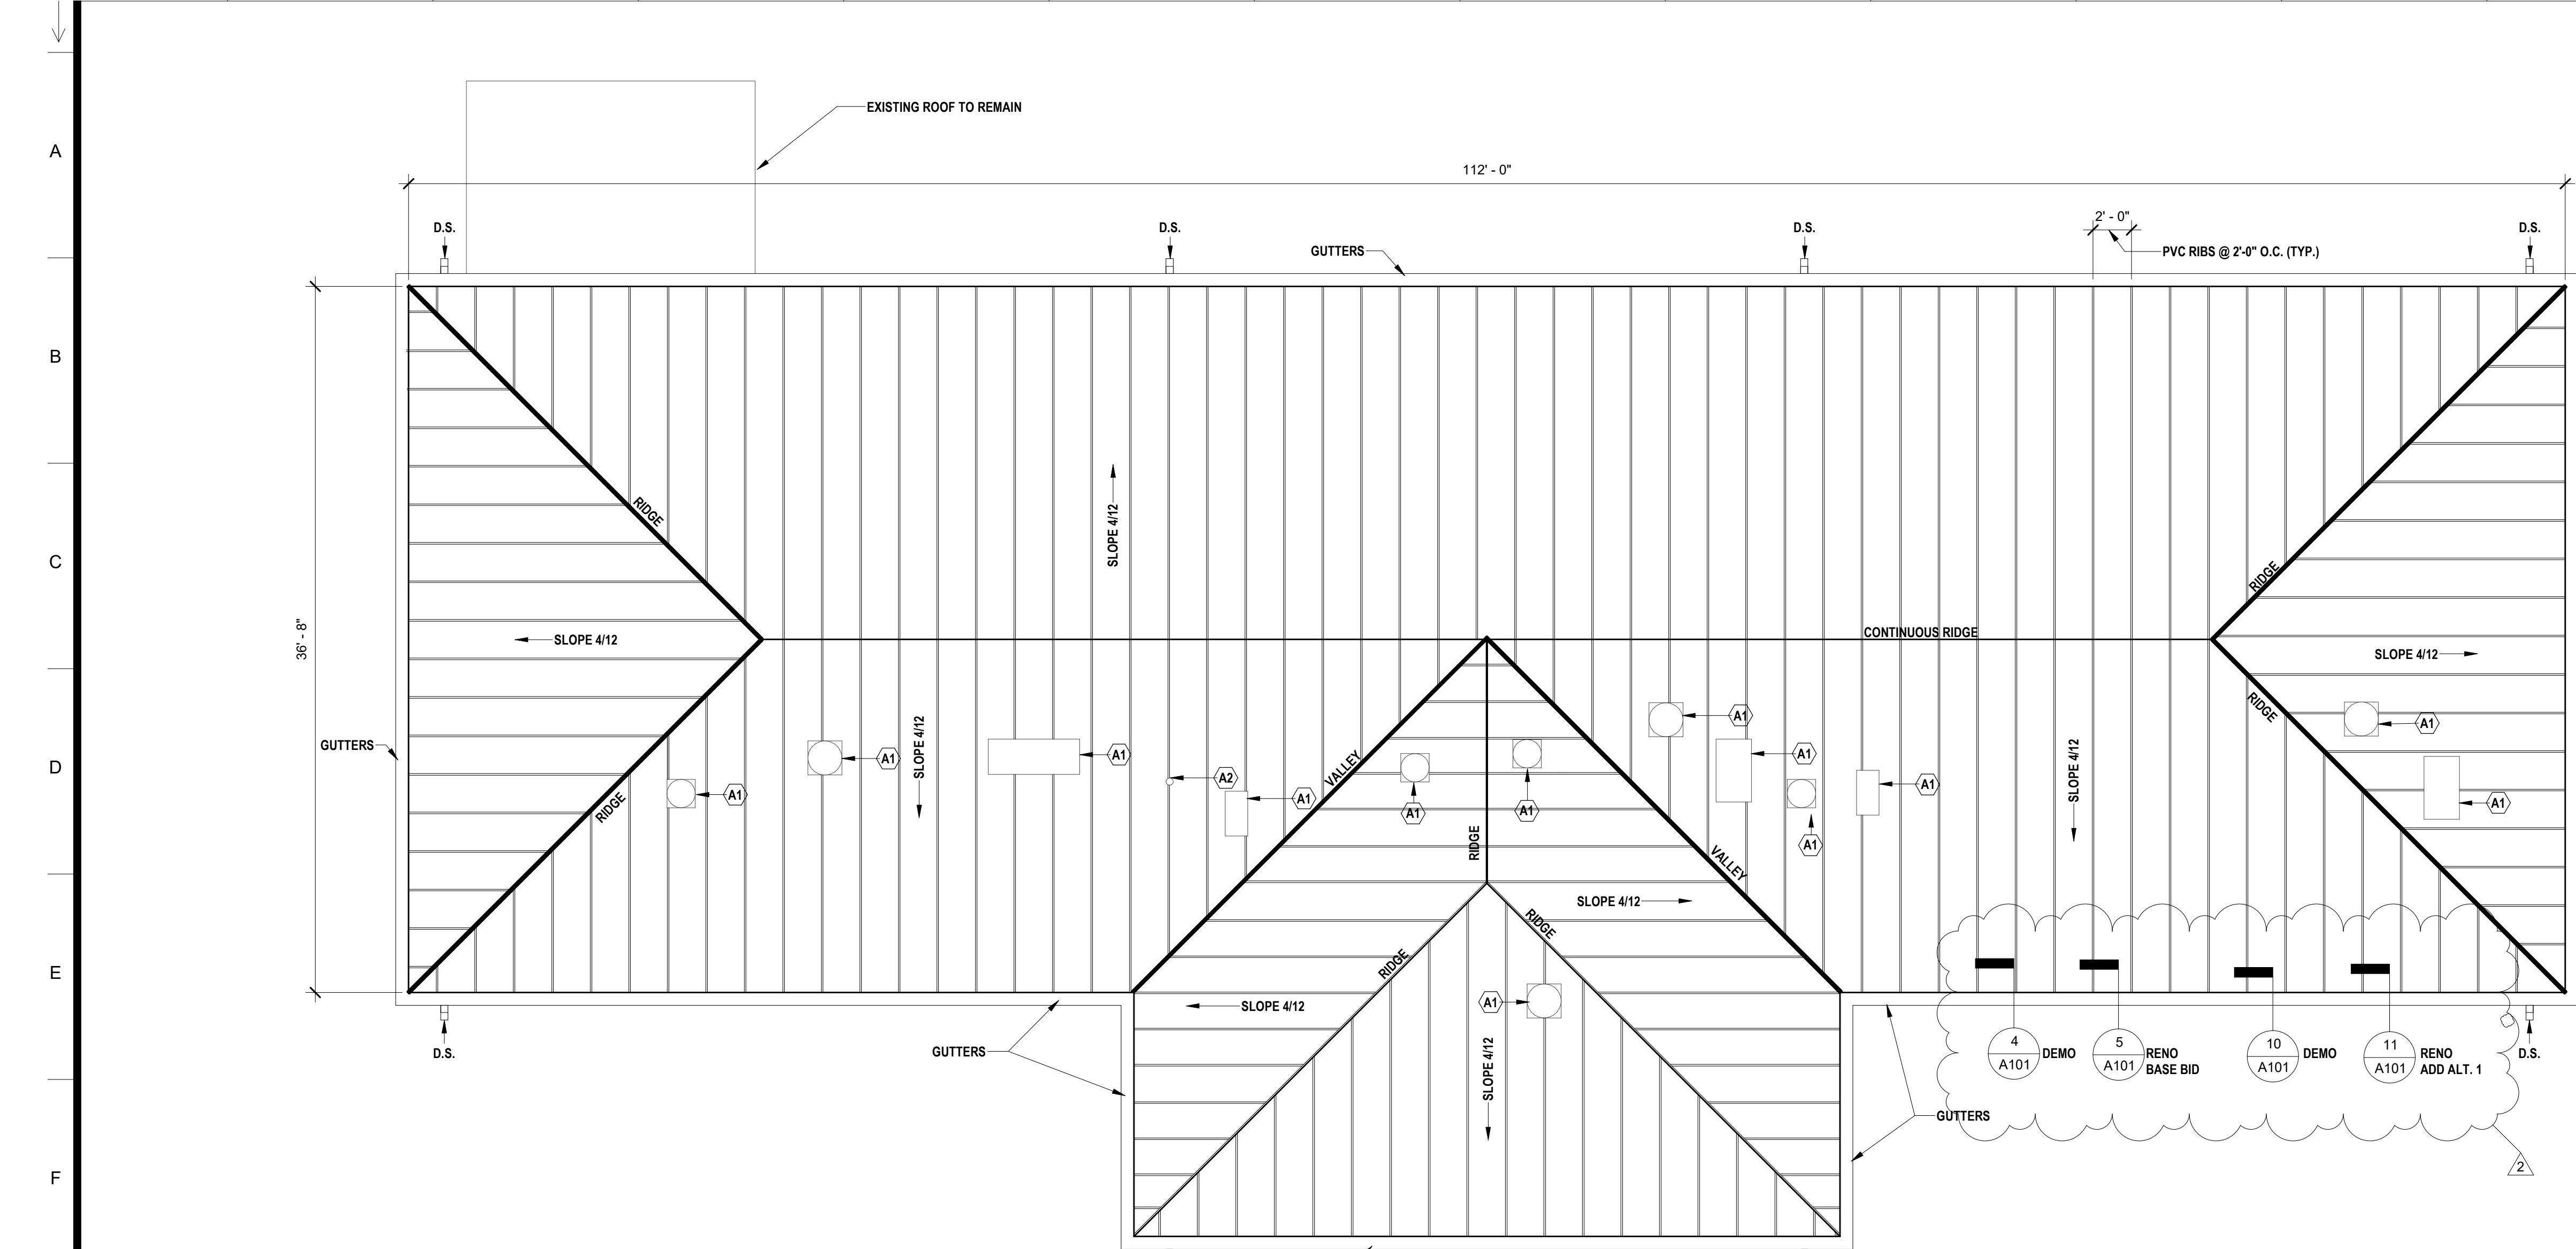 EXISTING ROOF TO REMAIN
A
112' - 0"
2' - 0"
D.S.
D.S.
D.S.
D.S.
GUTTERS
PVC RIBS @ 2'-0" O.C. (TYP.)
B
RIDGE
SLOPE 4/12
C
RIDGE
36' - 8"
SLOPE 4/12
CONTINUOUS RIDGE
SLOPE 4/12
RIDGE
A1
A1
GUTTERS
SLOPE 4/12
A1
A1
VALLEY
A1
SLOPE 4/12
D
A2
A1
A1
RIDGE
A1
A1
A1
A1
A1
RIDGE
A1
VALLEY
SLOPE 4/12
RIDGE
RIDGE
E
A1
SLOPE 4/12
D.S.
GUTTERS
SLOPE 4/12
4
A101
DEMO
5
A101
RENO
BASE BID
10
A101
DEMO
11
A101
RENO
ADD ALT. 1
D.S.
GUTTERS
2
F